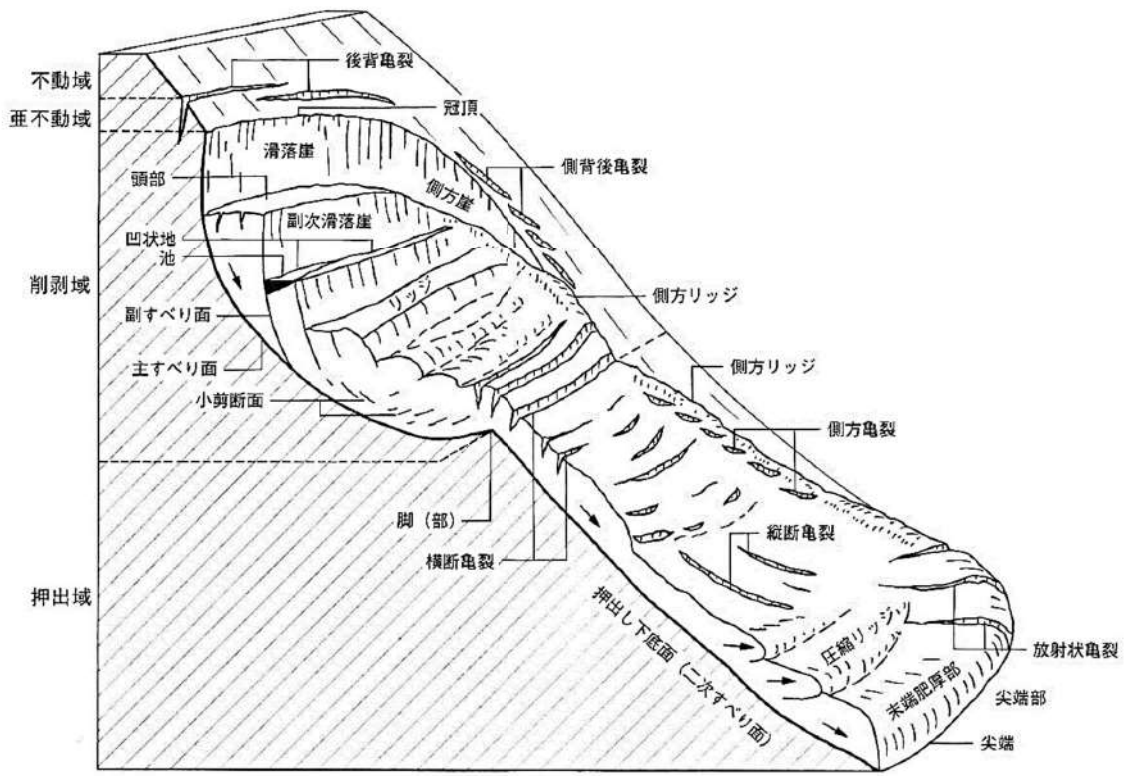 後背亀裂
不動域
冠頂
亜不動域
滑落崖
側背後亀裂
頭部
側方崖
副次滑落崖
凹状地
池
削剥域
リッジ
側方リッジ
副すべり面
主すべり面
側方リッジ
小剪断面
側方亀裂
脚（部）
横断亀裂
縦断亀裂
押出域
押出し下底面（二次すべり面）
圧縮リッジ
放射状亀裂
末端肥厚部
尖端部
尖端